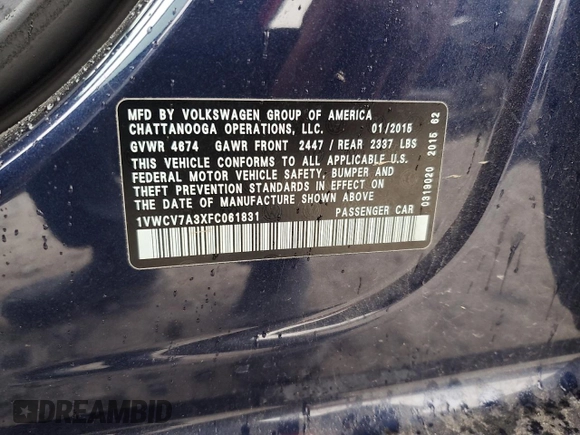 MFD BY VOLKSWAGEN GROUP OF AMERICA
CHATTANOOGA OPERATIONS, LLC. 01/2015
GVWR 4674 GAWR FRONT 2447 / REAR 2337 LBS
THIS VEHICLE CONFORMS TO ALL APPLICABLE U.S.
FEDERAL MOTOR VEHICLE SAFETY, BUMPER AND
THEFT PREVENTION STANDARDS IN EFFECT ON
THE DATE OF MANUFACTURE SHOWN ABOVE.
1VWCV7A3XFC061831 PASSENGER CAR
0319020 2015 62
DREAMBID